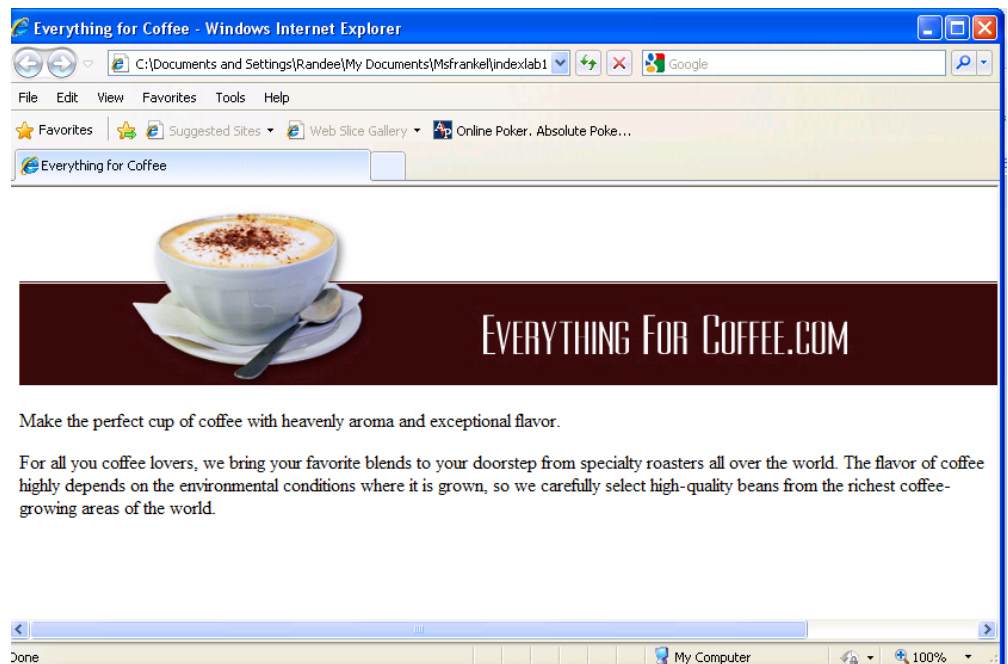 Everything for Coffee - Windows Internet Explorer
C:\Documents and Settings\Randee\My Documents\Msfrankel\indexlab1
Google
File Edit View Favorites Tools Help
Favorites Suggested Sites Web Slice Gallery Online Poker. Absolute Poke...
Everything for Coffee
EVERYTHING FOR COFFEE.COM
Make the perfect cup of coffee with heavenly aroma and exceptional flavor.
For all you coffee lovers, we bring your favorite blends to your doorstep from specialty roasters all over the world. The flavor of coffee
highly depends on the environmental conditions where it is grown, so we carefully select high-quality beans from the richest coffee-
growing areas of the world.
Done My Computer 100%